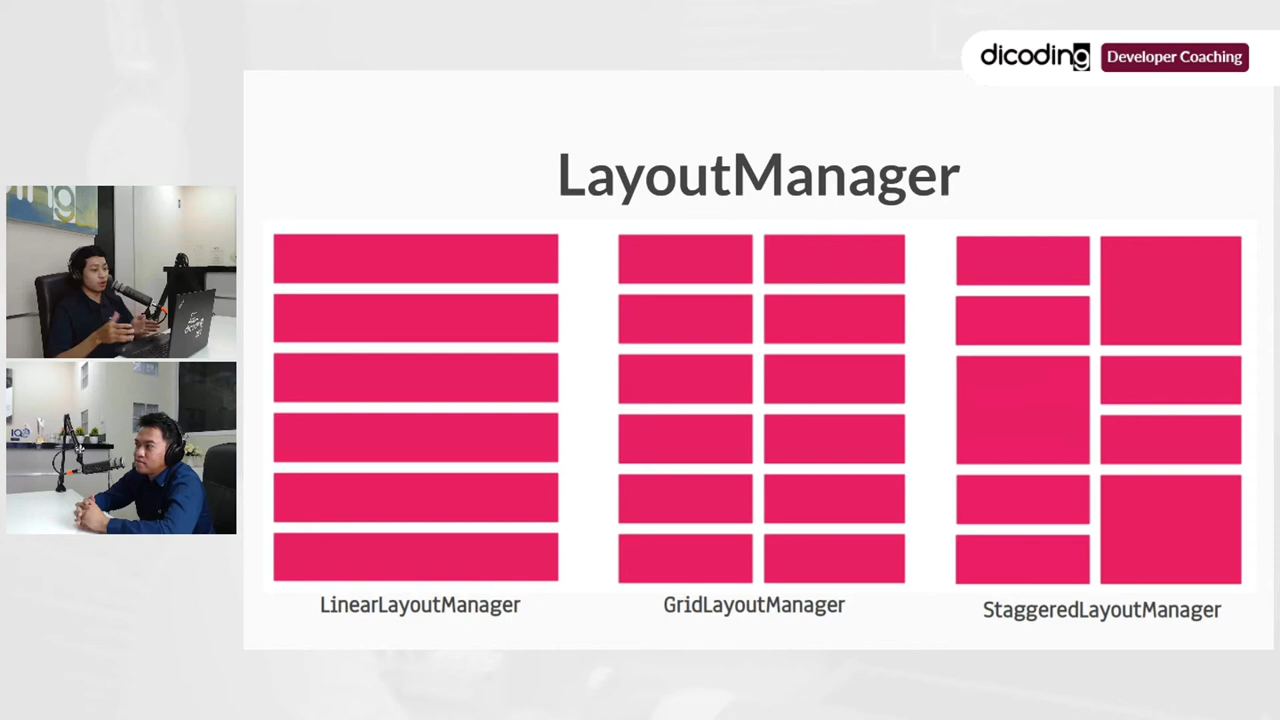 dicoding Developer Coaching
LayoutManager
LinearLayoutManager
GridLayoutManager
StaggeredLayoutManager